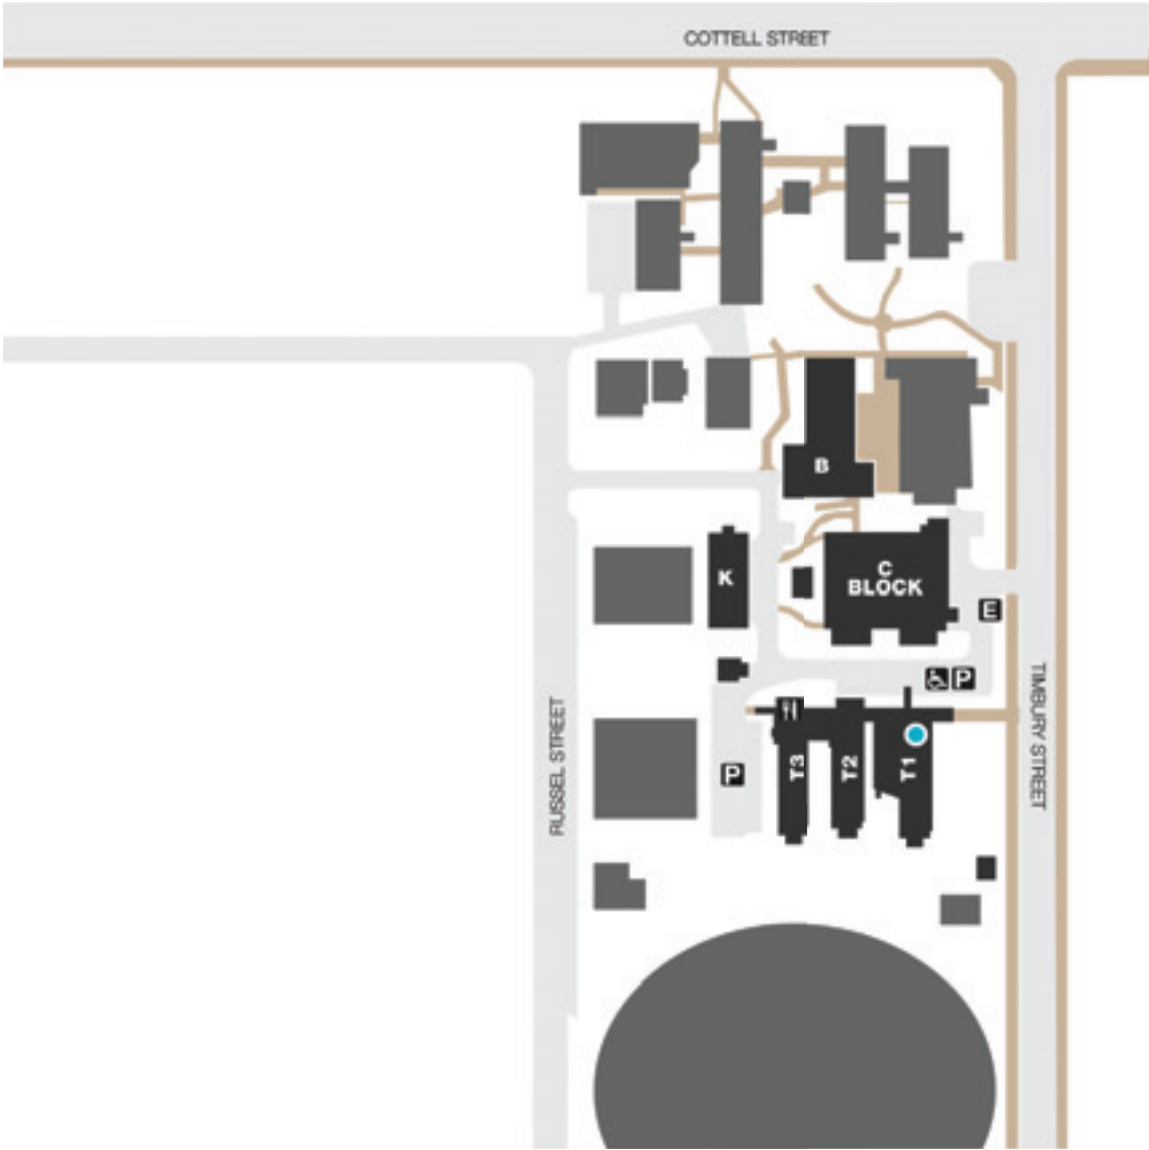 COTTELL STREET
B
C
BLOCK
K
E
P
TIMBURY STREET
RUSSEL STREET
P
T3
T2
T1